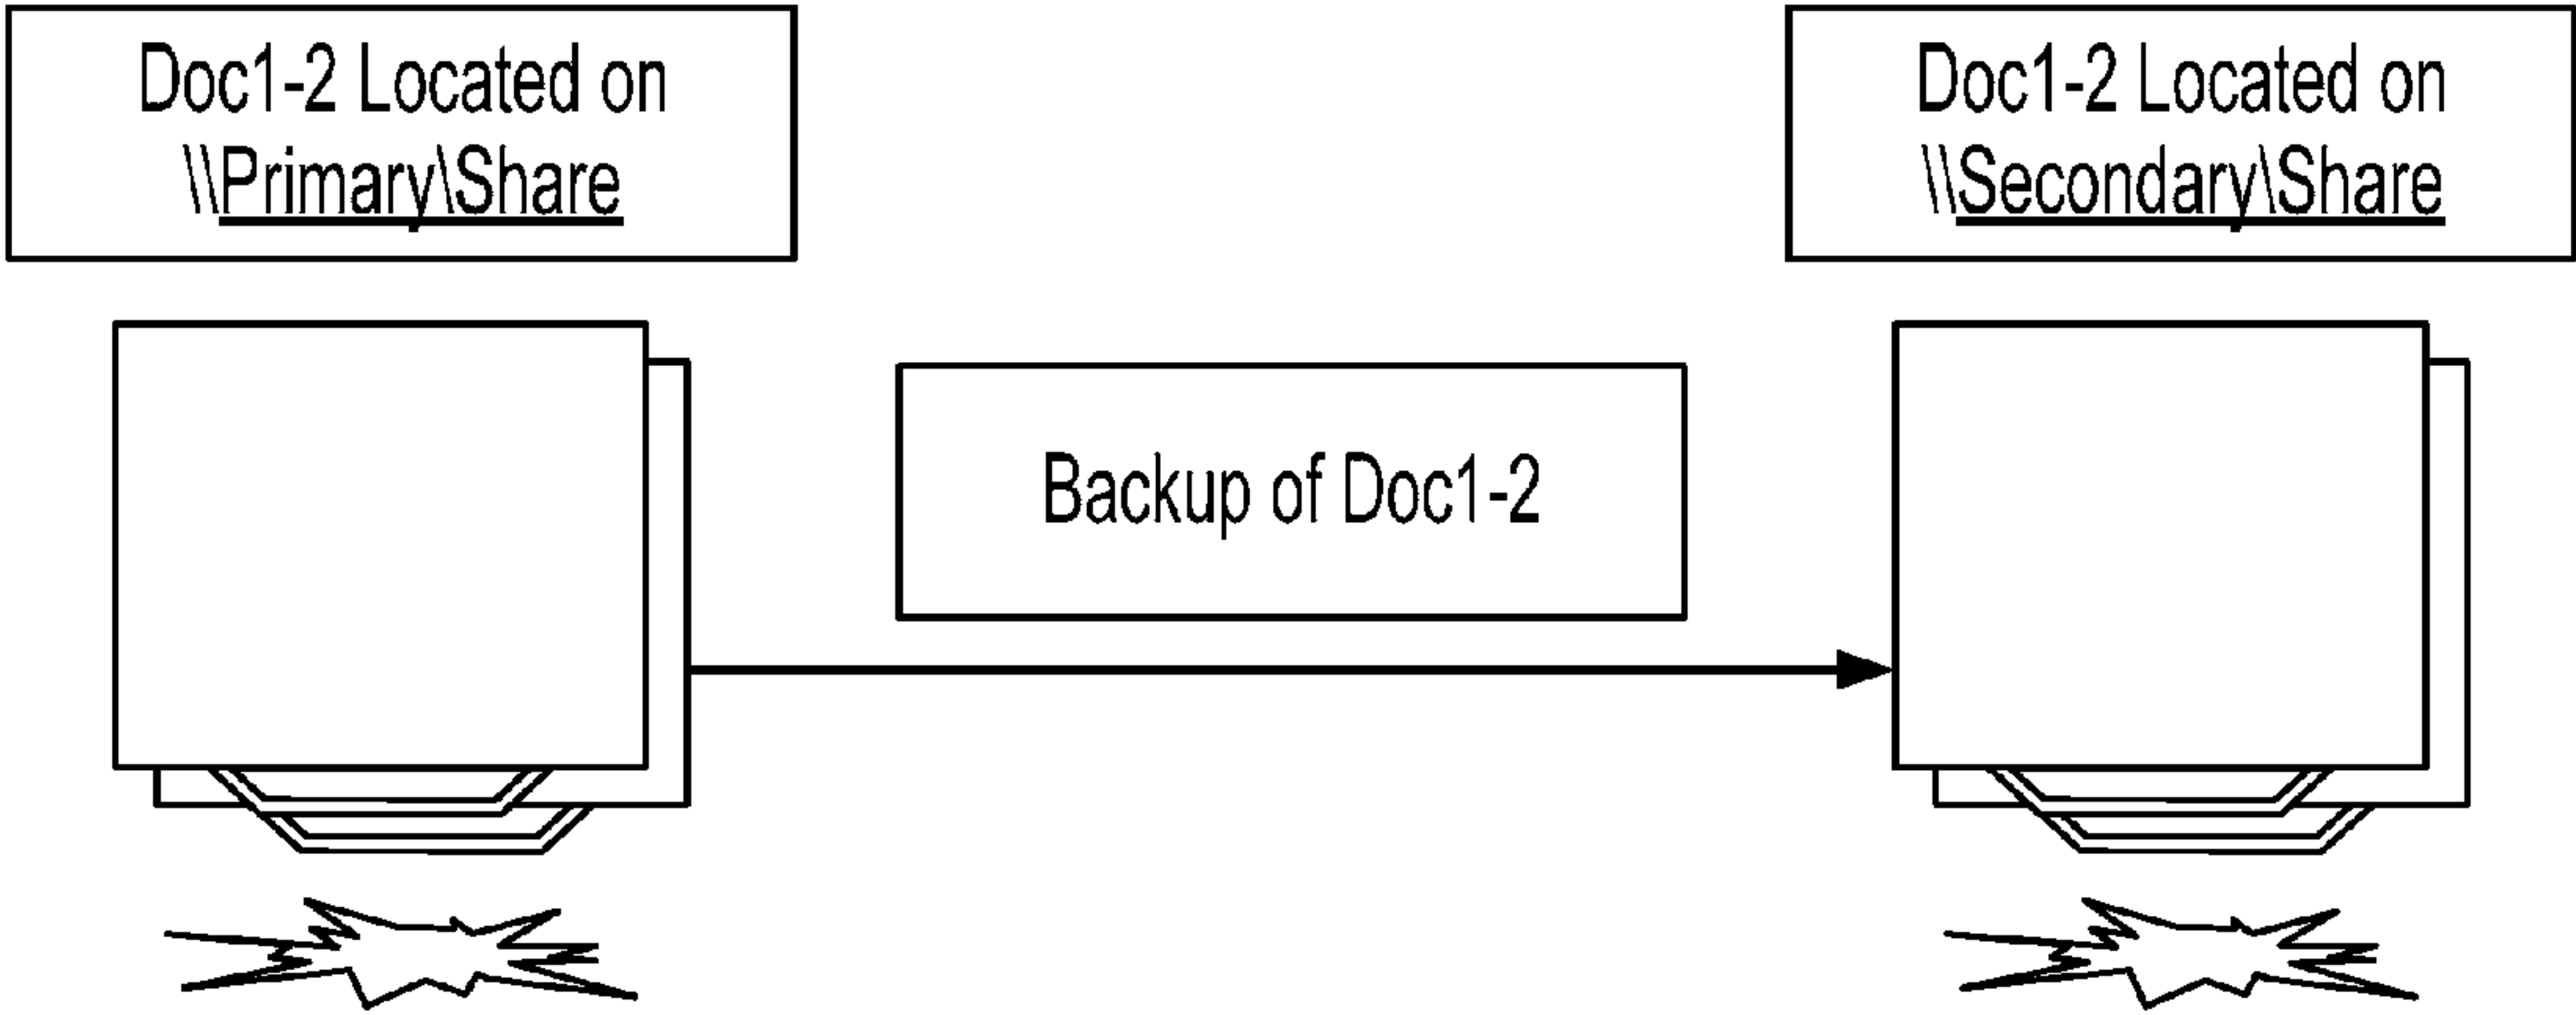 Doc1-2 Located on
\\Primary\Share
Doc1-2 Located on
\\Secondary\Share
Backup of Doc1-2